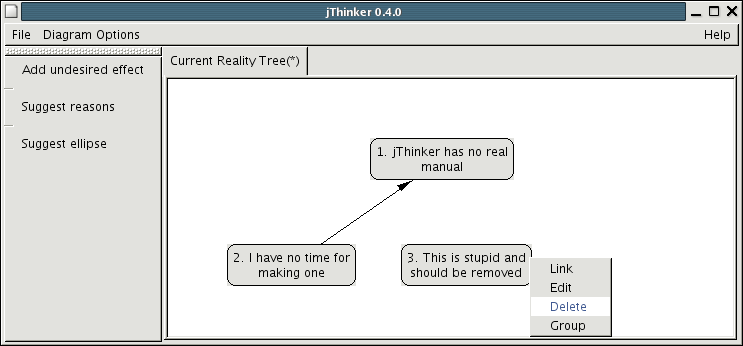 jThinker 0.4.0
File Diagram Options Help
Add undesired effect
Suggest reasons
Suggest ellipse
Current Reality Tree(*)
1. jThinker has no real
manual
2. I have no time for
making one
3. This is stupid and
should be removed
Link
Edit
Delete
Group